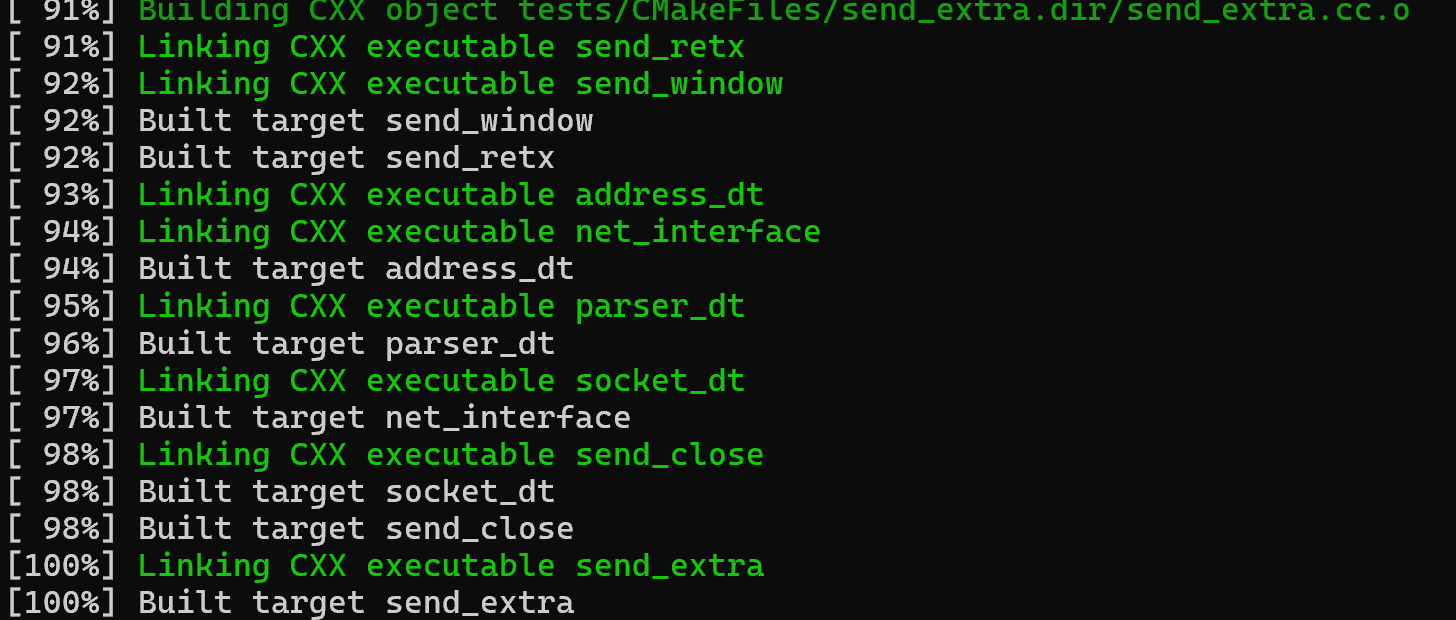 [ 91%] Building CXX object tests/CMakeFiles/send_extra.dir/send_extra.cc.o
[ 91%] Linking CXX executable send_retx
[ 92%] Linking CXX executable send_window
[ 92%] Built target send_window
[ 92%] Built target send_retx
[ 93%] Linking CXX executable address_dt
[ 94%] Linking CXX executable net_interface
[ 94%] Built target address_dt
[ 95%] Linking CXX executable parser_dt
[ 96%] Built target parser_dt
[ 97%] Linking CXX executable socket_dt
[ 97%] Built target net_interface
[ 98%] Linking CXX executable send_close
[ 98%] Built target socket_dt
[ 98%] Built target send_close
[100%] Linking CXX executable send_extra
[100%] Built target send_extra